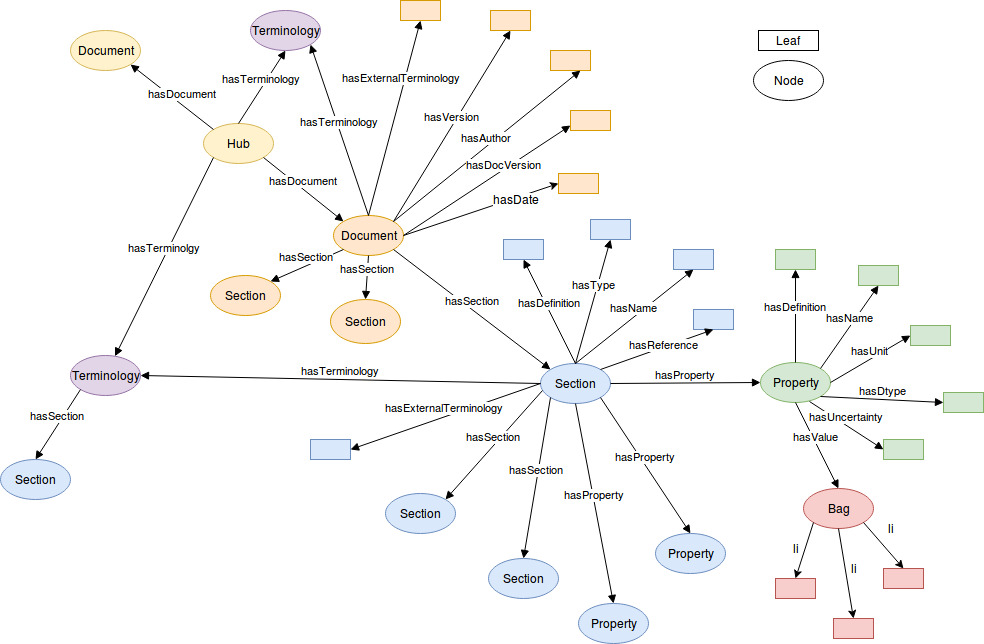 Terminology
Leaf
Document
hasTerminology
hasExternalTerminology
Node
hasDocument
hasVersion
hasTerminology
hasAuthor
Hub
hasDocVersion
hasDocument
hasDate
Document
hasTerminolgy
hasSection
hasSection
Section
Section
hasSection
hasType
hasDefinition
hasName
hasReference
hasDefinition
hasName
hasUnit
hasTerminology
hasProperty
Terminology
Section
Property
hasDtype
hasSection
hasExternalTerminology
hasUncertainty
hasSection
hasValue
hasSection
hasProperty
hasProperty
Section
Section
Bag
li
li
li
Property
Section
Property